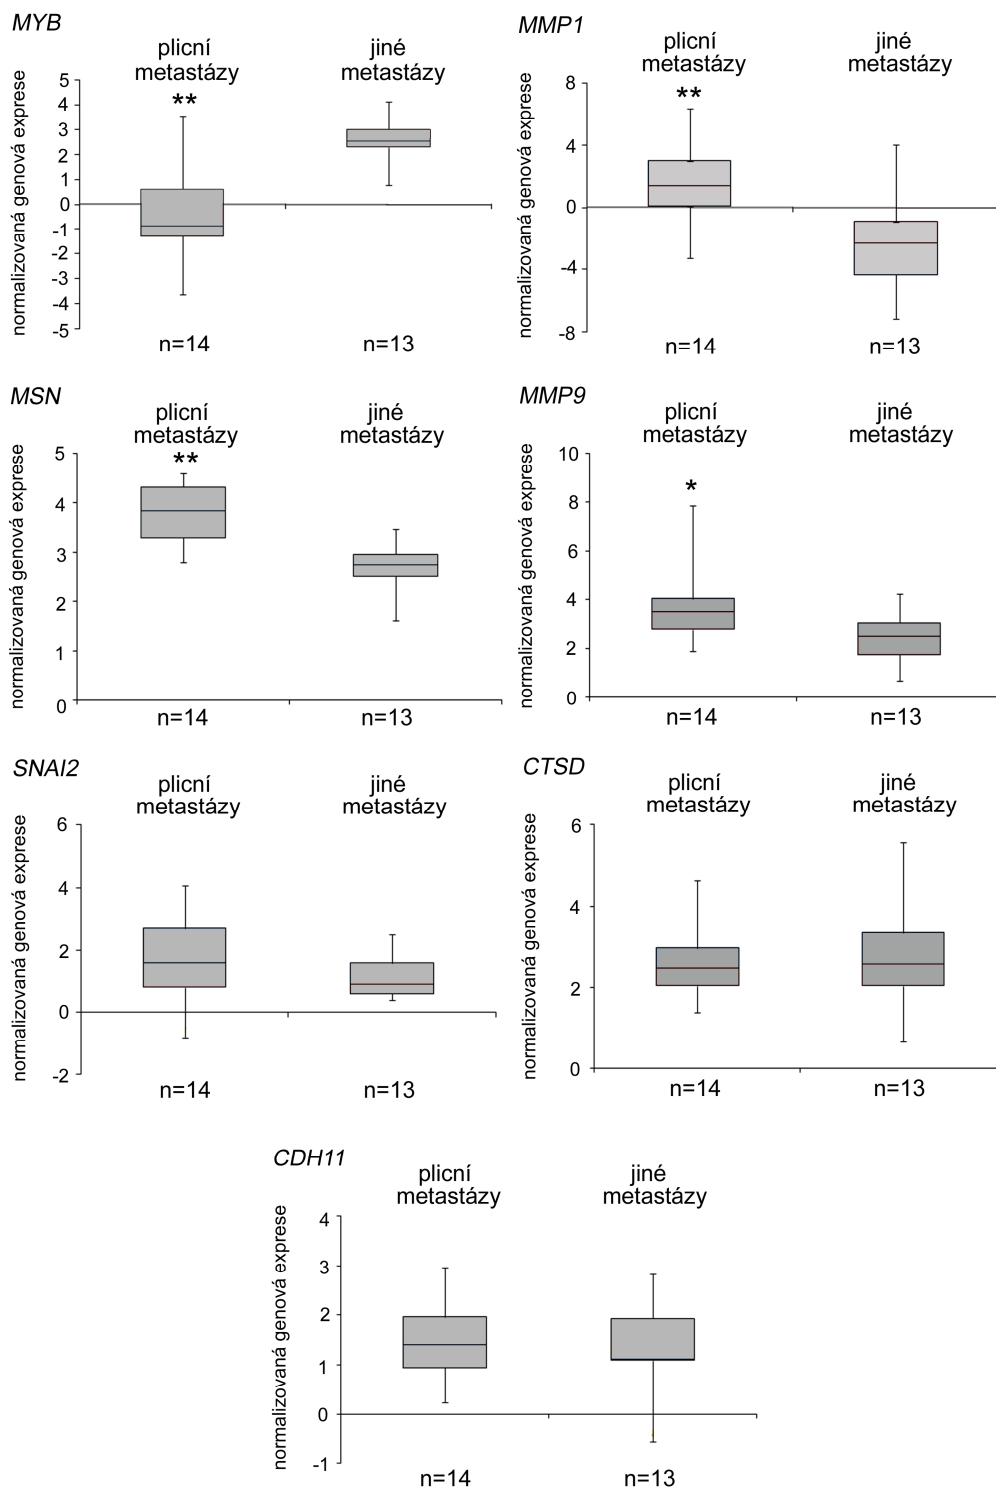 MYB
plicní
metastázy
jiné
metastázy
**
normalizovaná genová exprese
5
4
3
2
1
0
-1
-2
-3
-4
-5
n=14
n=13
MMP1
plicní
metastázy
jiné
metastázy
**
normalizovaná genová exprese
8
4
0
-4
-8
n=14
n=13
MSN
plicní
metastázy
jiné
metastázy
**
normalizovaná genová exprese
5
4
3
2
1
0
n=14
n=13
MMP9
plicní
metastázy
jiné
metastázy
*
normalizovaná genová exprese
10
8
6
4
2
0
n=14
n=13
SNAI2
plicní
metastázy
jiné
metastázy
normalizovaná genová exprese
6
4
2
0
-2
n=14
n=13
CTSD
plicní
metastázy
jiné
metastázy
normalizovaná genová exprese
6
4
2
0
n=14
n=13
CDH11
plicní
metastázy
jiné
metastázy
normalizovaná genová exprese
4
3
2
1
0
-1
n=14
n=13